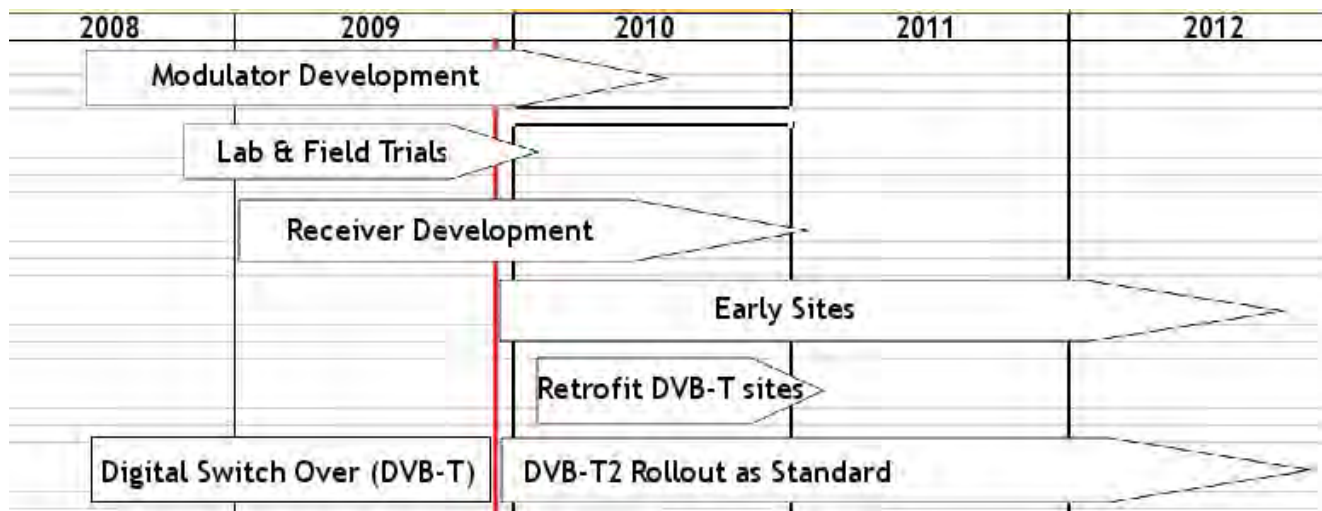 2008 2009 2010 2011 2012
Modulator Development
Lab & Field Trials
Receiver Development
Early Sites
Retrofit DVB-T sites
Digital Switch Over (DVB-T) DVB-T2 Rollout as Standard